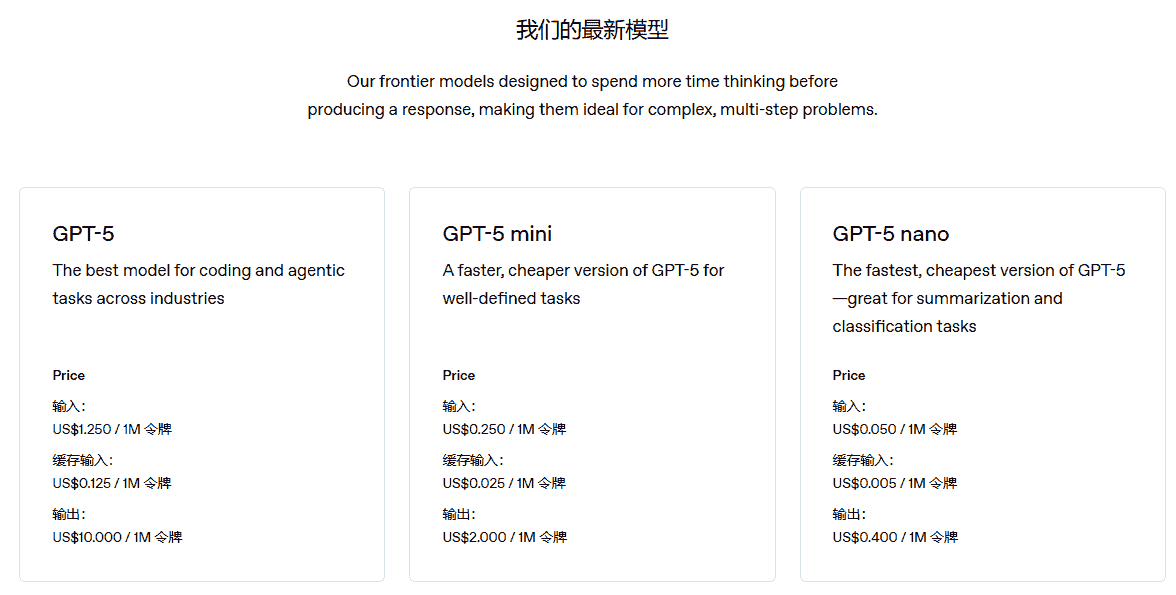 我们的最新模型
Our frontier models designed to spend more time thinking before
producing a response, making them ideal for complex, multi-step problems.
GPT-5
The best model for coding and agentic
tasks across industries
Price
输入：
US$1.250 / 1M 令牌
缓存输入：
US$0.125 / 1M 令牌
输出：
US$10.000 / 1M 令牌
GPT-5 mini
A faster, cheaper version of GPT-5 for
well-defined tasks
Price
输入：
US$0.250 / 1M 令牌
缓存输入：
US$0.025 / 1M 令牌
输出：
US$2.000 / 1M 令牌
GPT-5 nano
The fastest, cheapest version of GPT-5
—great for summarization and
classification tasks
Price
输入：
US$0.050 / 1M 令牌
缓存输入：
US$0.005 / 1M 令牌
输出：
US$0.400 / 1M 令牌